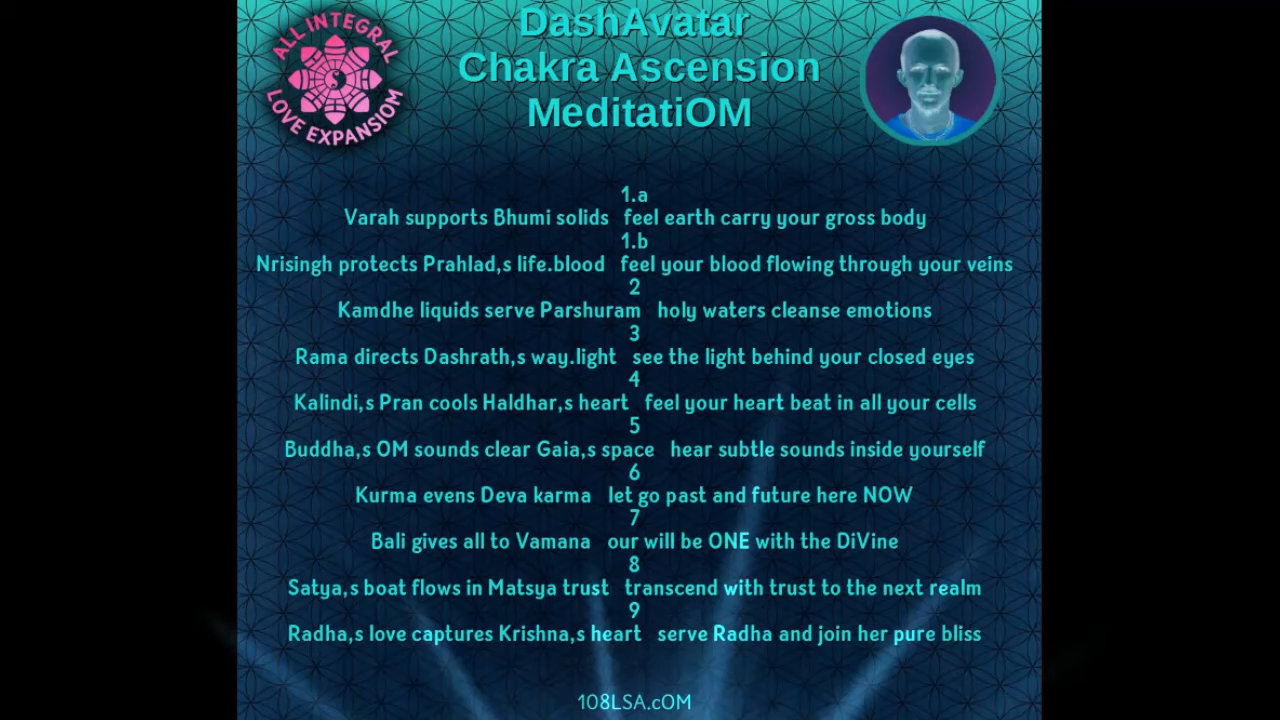 ALL INTEGRAL
LOVE EXPANSIOM
DashAvatar
Chakra Ascension
MeditatiOM
1.a
Varah supports Bhumi solids feel earth carry your gross body
1.b
Nrisingh protects Prahlad,s life.blood feel your blood flowing through your veins
2
Kamdhe liquids serve Parshuram holy waters cleanse emotions
3
Rama directs Dashrath,s way.light see the light behind your closed eyes
4
Kalindi,s Pran cools Haldhar,s heart feel your heart beat in all your cells
5
Buddha,s OM sounds clear Gaia,s space hear subtle sounds inside yourself
6
Kurma evens Deva karma let go past and future here NOW
7
Bali gives all to Vamana our will be ONE with the DiVine
8
Satya,s boat flows in Matsya trust transcend with trust to the next realm
9
Radha,s love captures Krishna,s heart serve Radha and join her pure bliss
108LSA.cOM